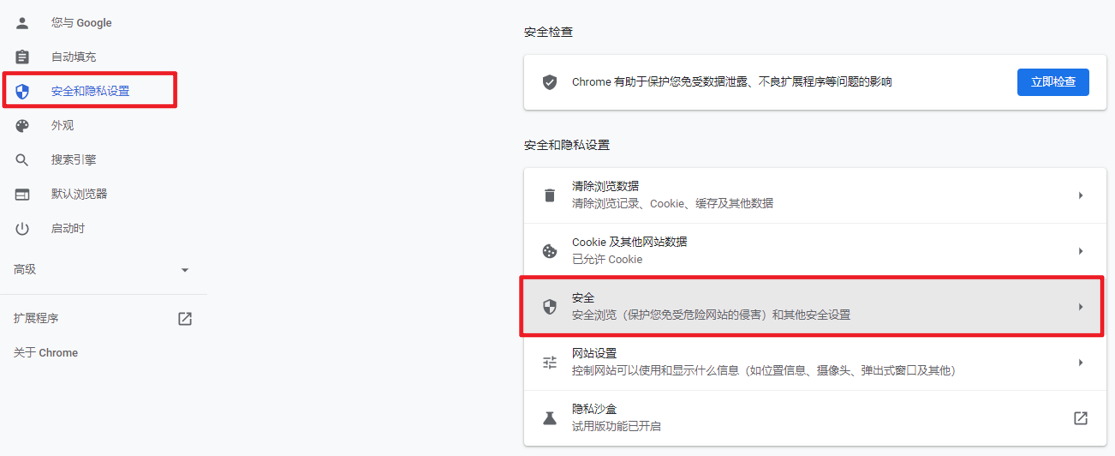 您与 Google
自动填充
安全和隐私设置
外观
搜索引擎
默认浏览器
启动时
高级
扩展程序
关于 Chrome
安全检查
Chrome 有助于保护您免受数据泄露、不良扩展程序等问题的影响
立即检查
安全和隐私设置
清除浏览数据
清除浏览记录、Cookie、缓存及其他数据
Cookie 及其他网站数据
已允许 Cookie
安全
安全浏览（保护您免受危险网站的侵害）和其他安全设置
网站设置
控制网站可以使用和显示什么信息（如位置信息、摄像头、弹出式窗口及其他）
隐私沙盒
试用版功能已开启